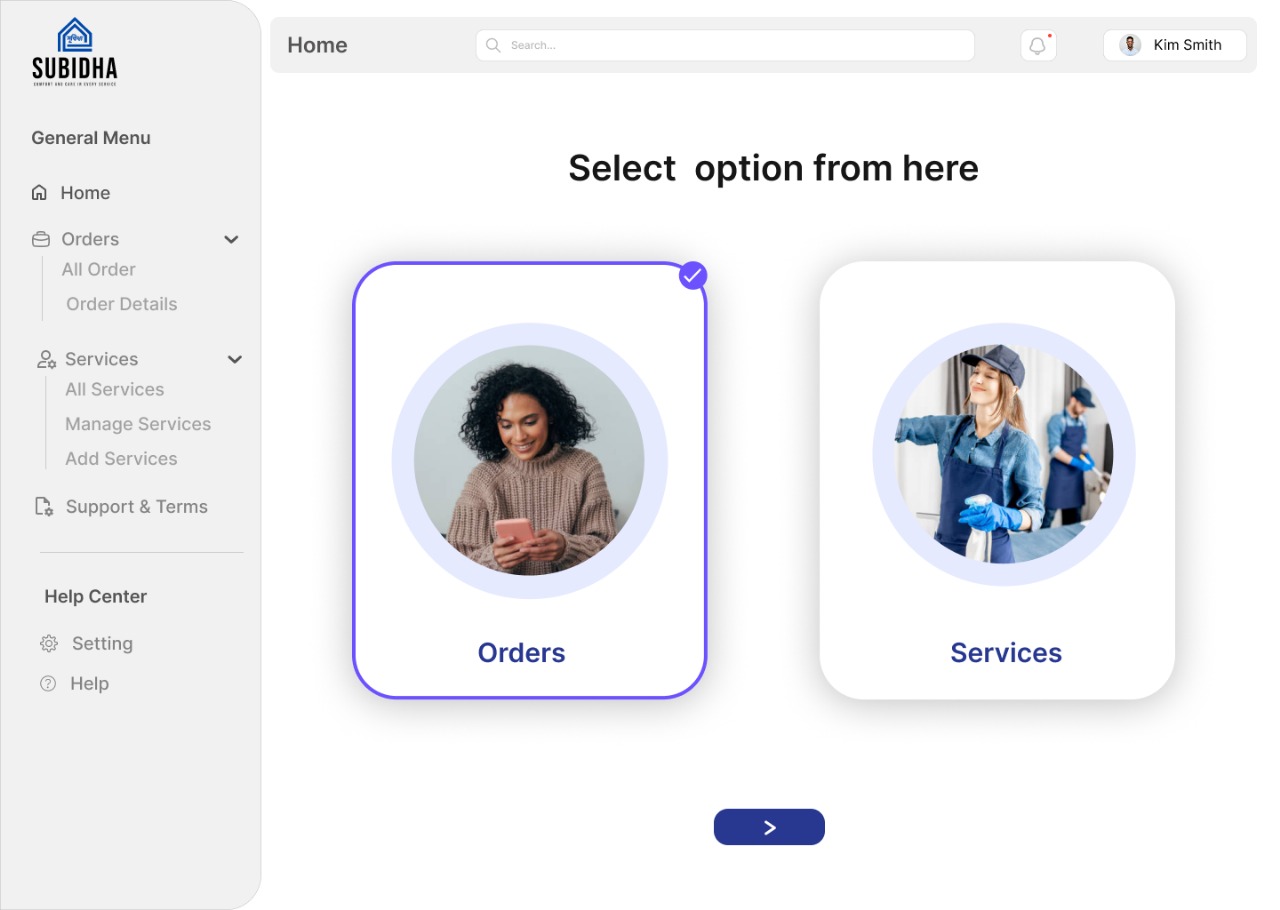 सुविधा
SUBIDHA
COMFORT AND CARE IN EVERY SERVICE
General Menu
Home
Orders
All Order
Order Details
Services
All Services
Manage Services
Add Services
Support & Terms
Help Center
Setting
Help
Home
Search...
Kim Smith
Select  option from here
Orders
Services